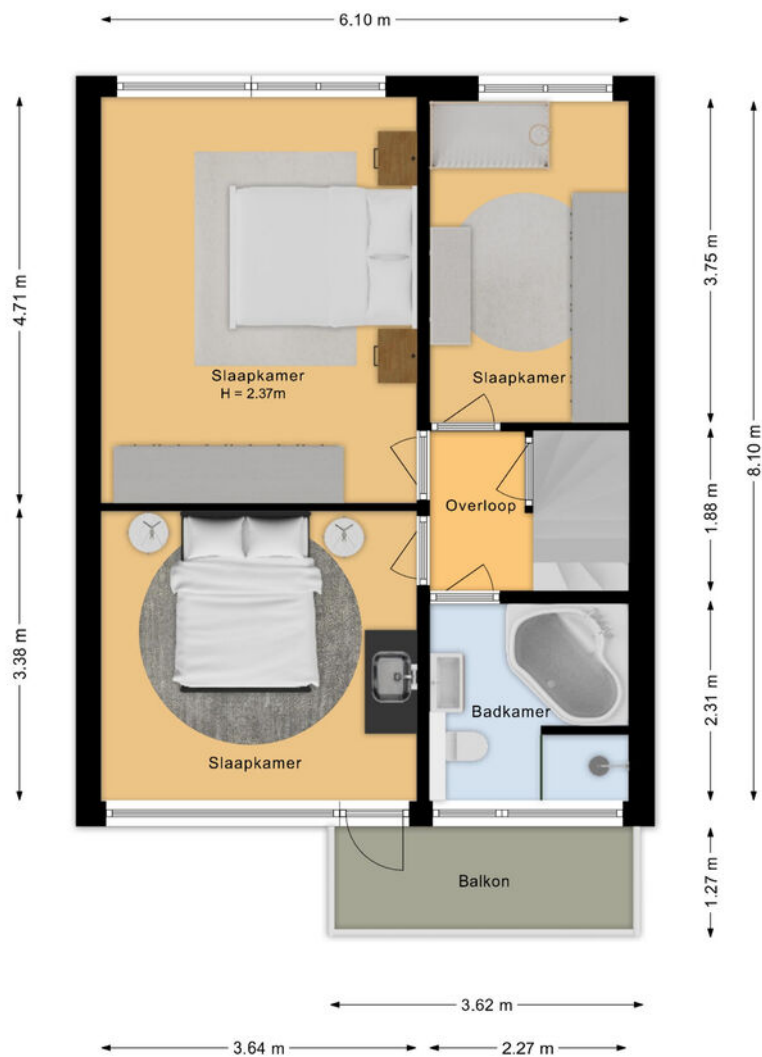 6.10 m
4.71 m
3.75 m
8.10 m
Slaapkamer
H = 2.37m
Slaapkamer
Overloop
1.88 m
3.38 m
2.31 m
Badkamer
Slaapkamer
Balkon
1.27 m
3.62 m
3.64 m
2.27 m